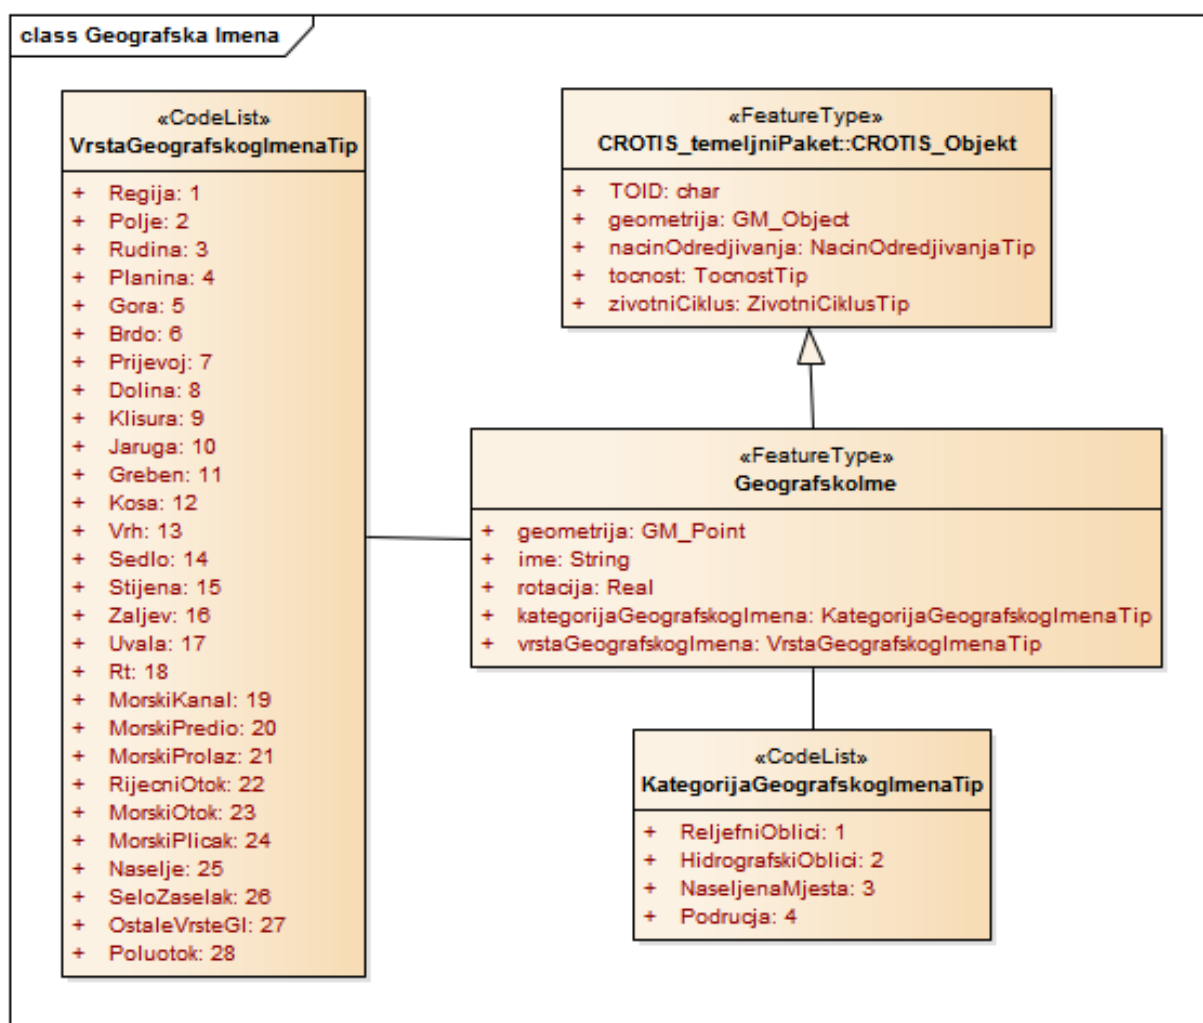 class Geografska Imena
«CodeList»
VrstaGeografskogImenaTip
+ Regija: 1
+ Polje: 2
+ Rudina: 3
+ Planina: 4
+ Gora: 5
+ Brdo: 6
+ Prijevoj: 7
+ Dolina: 8
+ Klisura: 9
+ Jaruga: 10
+ Greben: 11
+ Kosa: 12
+ Vrh: 13
+ Sedlo: 14
+ Stijena: 15
+ Zaljev: 16
+ Uvala: 17
+ Rt: 18
+ MorskiKanal: 19
+ MorskiPredio: 20
+ MorskiProlaz: 21
+ RijecniOtok: 22
+ MorskiOtok: 23
+ MorskiPlicak: 24
+ Naselje: 25
+ SeloZaselak: 26
+ OstaleVrsteGI: 27
+ Poluotok: 28
«FeatureType»
CROTIS_temeljniPaket::CROTIS_Objekt
+ TOID: char
+ geometrija: GM_Object
+ nacinOdredjivanja: NacinOdredjivanjaTip
+ tocnost: TocnostTip
+ zivotniCiklus: ZivotniCiklusTip
«FeatureType»
GeografskoIme
+ geometrija: GM_Point
+ ime: String
+ rotacija: Real
+ kategorijaGeografskogImena: KategorijaGeografskogImenaTip
+ vrstaGeografskogImena: VrstaGeografskogImenaTip
«CodeList»
KategorijaGeografskogImenaTip
+ ReljefniOblici: 1
+ HidrografskiOblici: 2
+ NaseljenaMjesta: 3
+ Podrucja: 4